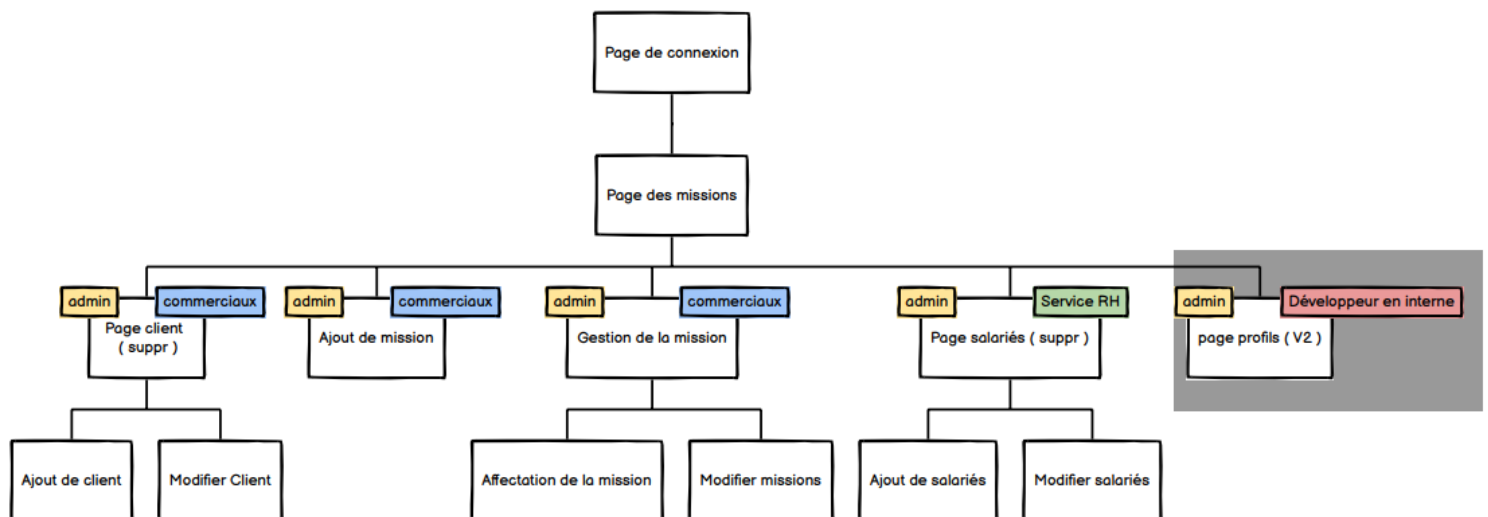 Page de connexion
Page des missions
admin
commerciaux
Page client
( suppr )
admin
commerciaux
Ajout de mission
admin
commerciaux
Gestion de la mission
admin
Service RH
Page salariés ( suppr )
admin
Développeur en interne
page profils ( V2 )
Ajout de client
Modifier Client
Affectation de la mission
Modifier missions
Ajout de salariés
Modifier salariés